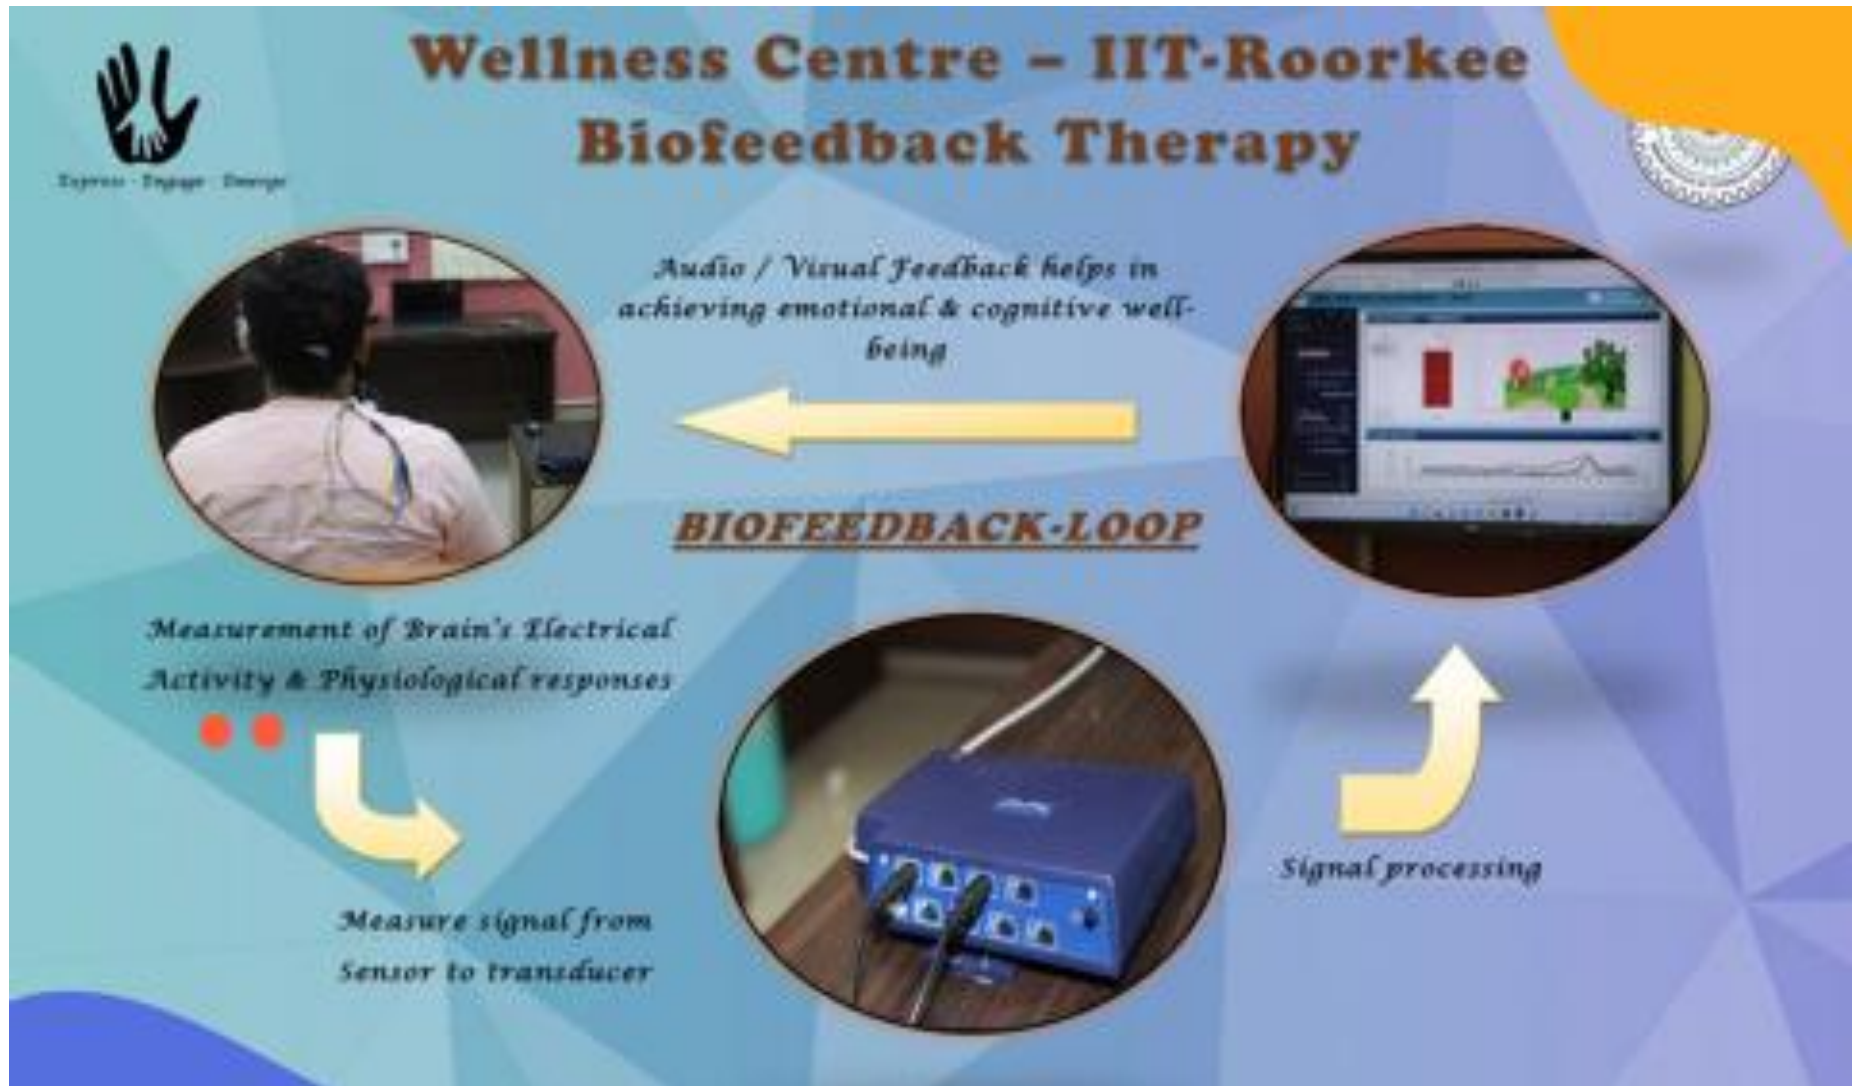 Wellness Centre – IIT-Roorkee
Biofeedback Therapy
Express · Engage · Emerge
Audio / Visual Feedback helps in
achieving emotional & cognitive well-
being
BIOFEEDBACK-LOOP
Measurement of Brain's Electrical
Activity & Physiological responses
Measure signal from
Sensor to transducer
Signal processing